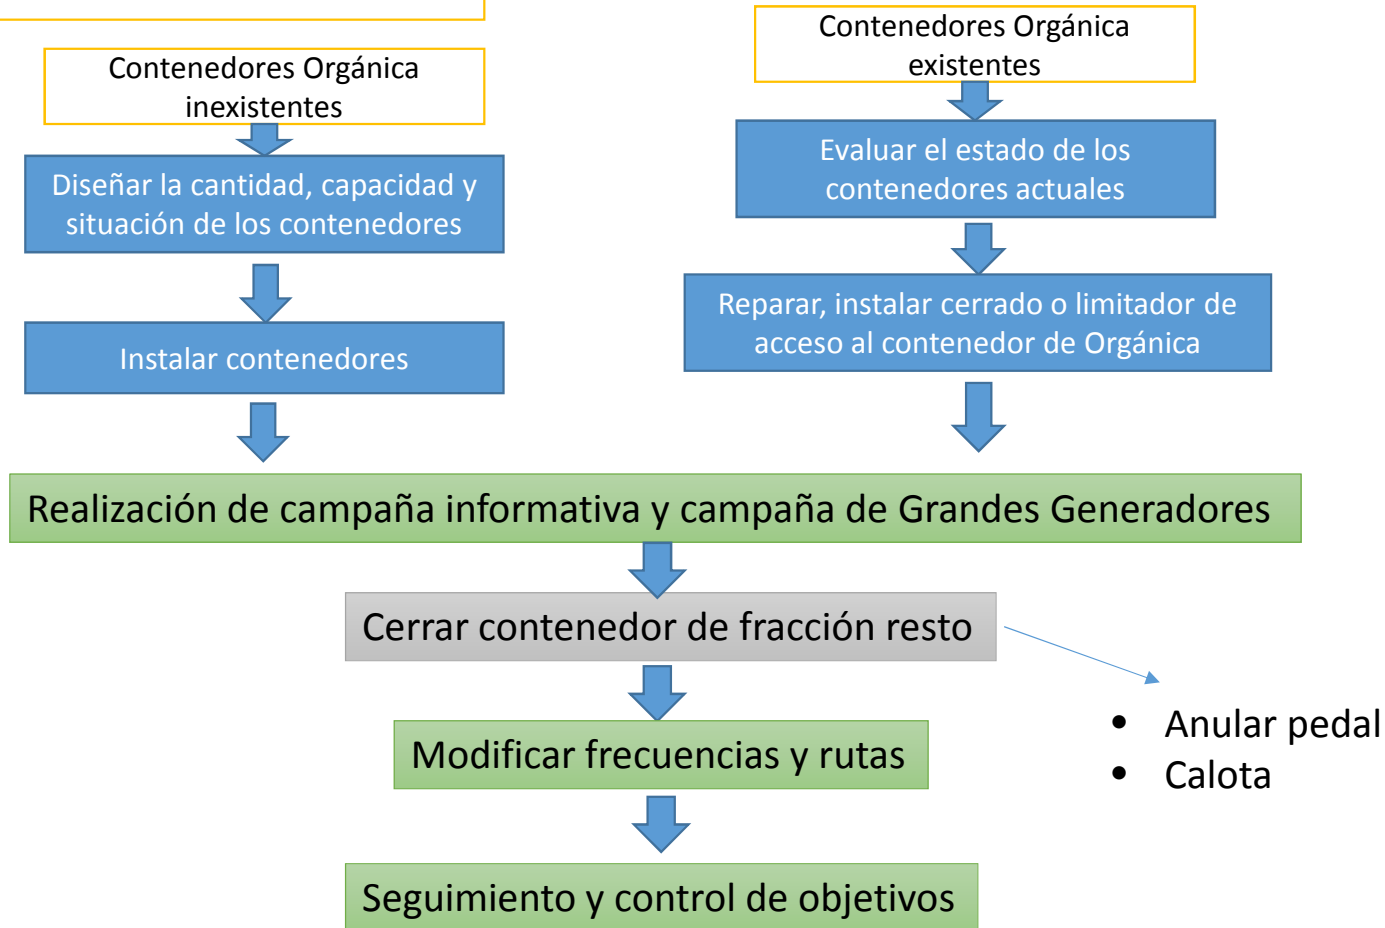 Contenedores Orgánica
inexistentes
Diseñar la cantidad, capacidad y
situación de los contenedores
Instalar contenedores
Contenedores Orgánica
existentes
Evaluar el estado de los
contenedores actuales
Reparar, instalar cerrado o limitador de
acceso al contenedor de Orgánica
Realización de campaña informativa y campaña de Grandes Generadores
Cerrar contenedor de fracción resto
• Anular pedal
• Calota
Modificar frecuencias y rutas
Seguimiento y control de objetivos